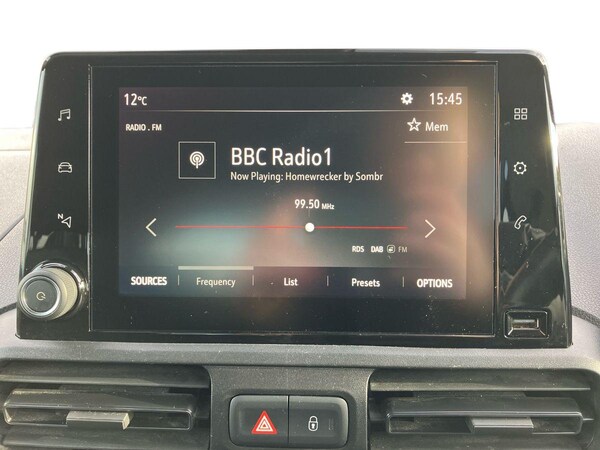 12°C 15:45
RADIO . FM
Mem
BBC Radio1
Now Playing: Homewrecker by Sombr
99.50 MHz
RDS DAB FM
SOURCES Frequency List Presets OPTIONS
N